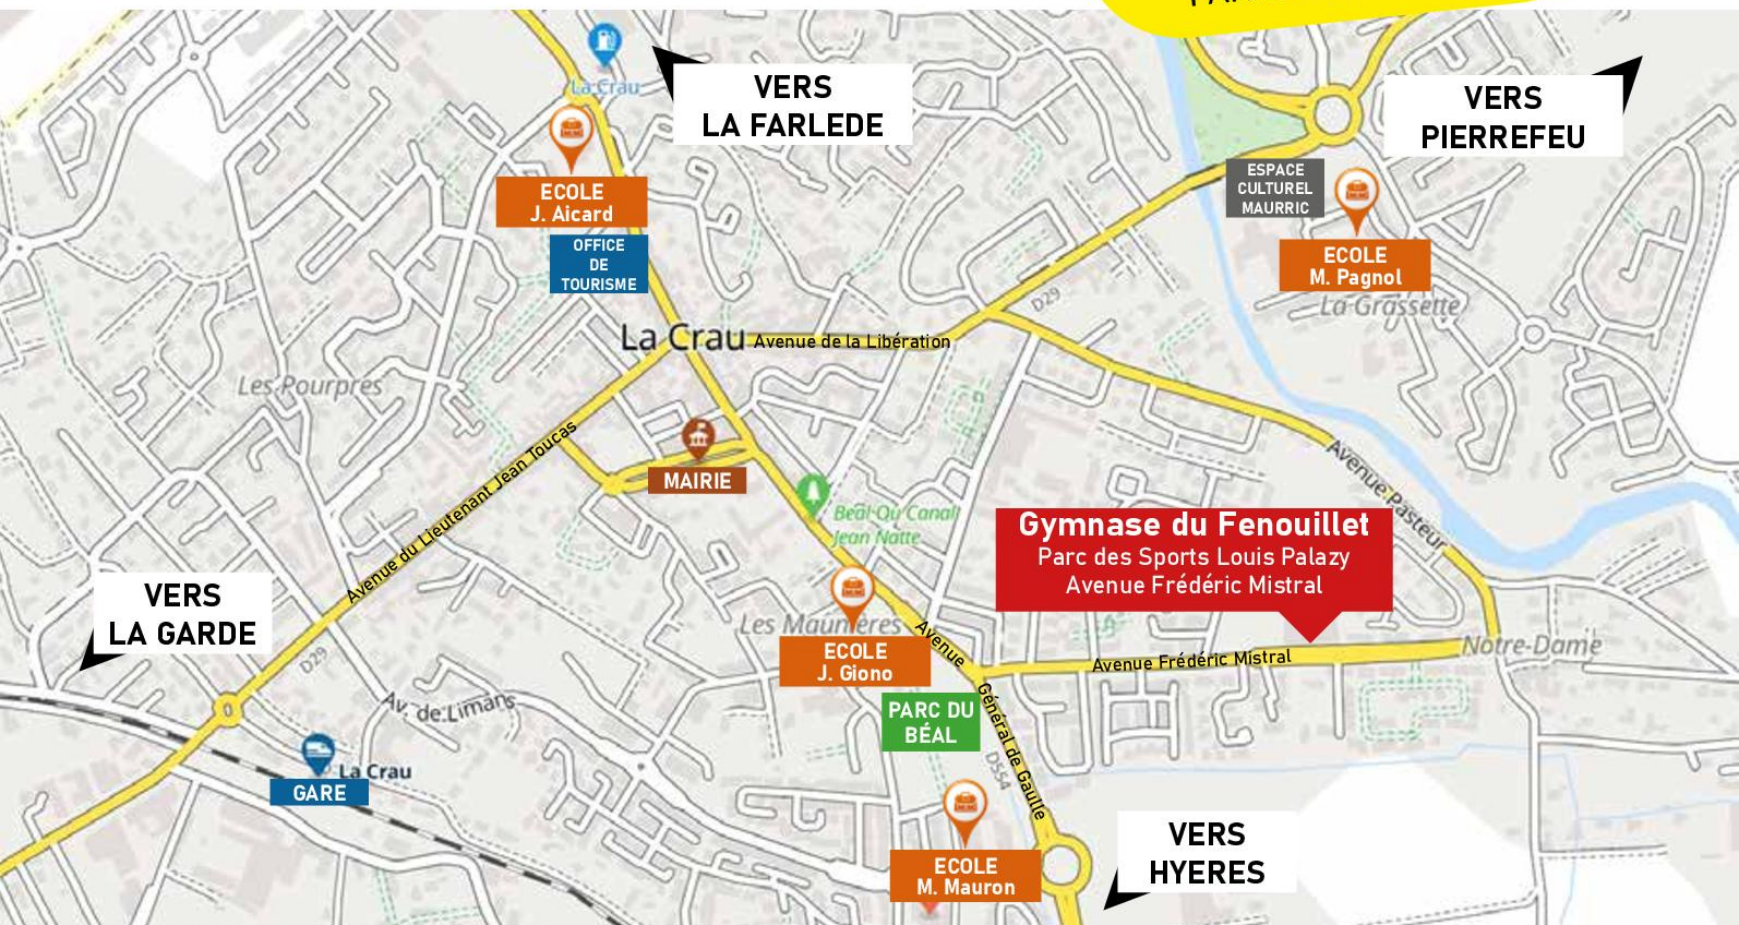 La Crau
VERS
LA FARLEDE
VERS
PIERREFEU
ECOLE
J. Aicard
ESPACE
CULTUREL
MAURRIC
OFFICE
DE
TOURISME
ECOLE
M. Pagnol
La Grassette
D29
La Crau
Avenue de la Libération
Les Pourpres
Avenue du Lieutenant Jean Toucas
MAIRIE
Avenue Pasteur
Béal Ou Canal
Jean Natte
Gymnase du Fenouillet
Parc des Sports Louis Palazy
Avenue Frédéric Mistral
VERS
LA GARDE
Les Maunières
ECOLE
J. Giono
Avenue
Général de Gaulle
Avenue Frédéric Mistral
Notre-Dame
D29
Av. de Limans
PARC DU
BÉAL
D554
La Crau
GARE
ECOLE
M. Mauron
VERS
HYERES